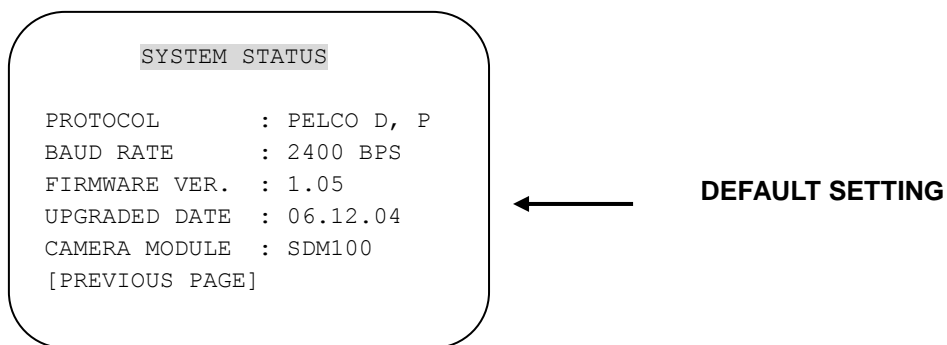 SYSTEM STATUS
PROTOCOL : PELCO D, P
BAUD RATE : 2400 BPS
FIRMWARE VER. : 1.05
UPGRADED DATE : 06.12.04
CAMERA MODULE : SDM100
[PREVIOUS PAGE]
DEFAULT SETTING